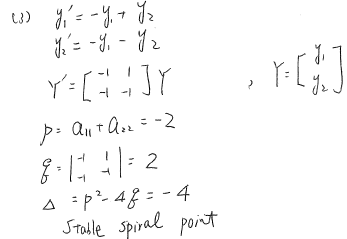 (3) y₁' = -y₁ + y₂
y₂' = -y₁ - y₂
Y' = [ -1 1 -1 -1 ] Y , Y = [ y₁ y₂ ]
p = a₁₁ + a₂₂ = -2
q = | -1 1 -1 -1 | = 2
Δ = p² - 4q = -4
Stable spiral point